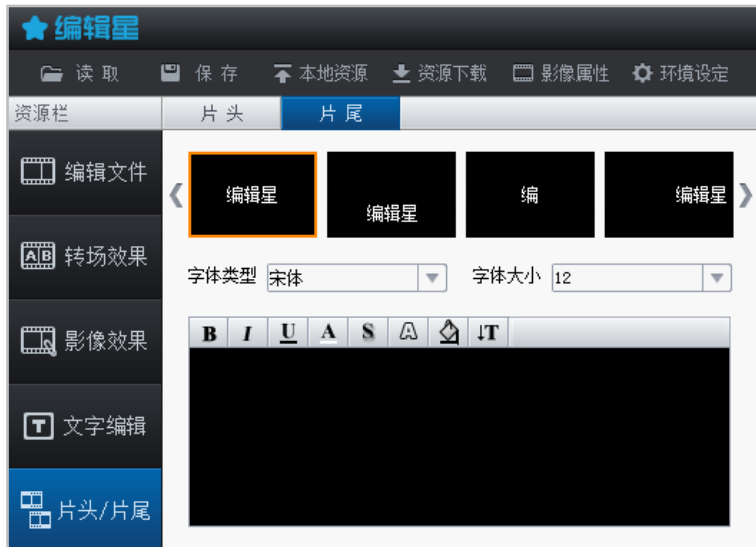 编辑星
读取 保存 本地资源 资源下载 影像属性 环境设定
资源栏 片头 片尾
编辑文件
转场效果
影像效果
文字编辑
片头/片尾
编辑星 编辑星 编 编辑星
字体类型 宋体 字体大小 12
B I U A S A ↓T